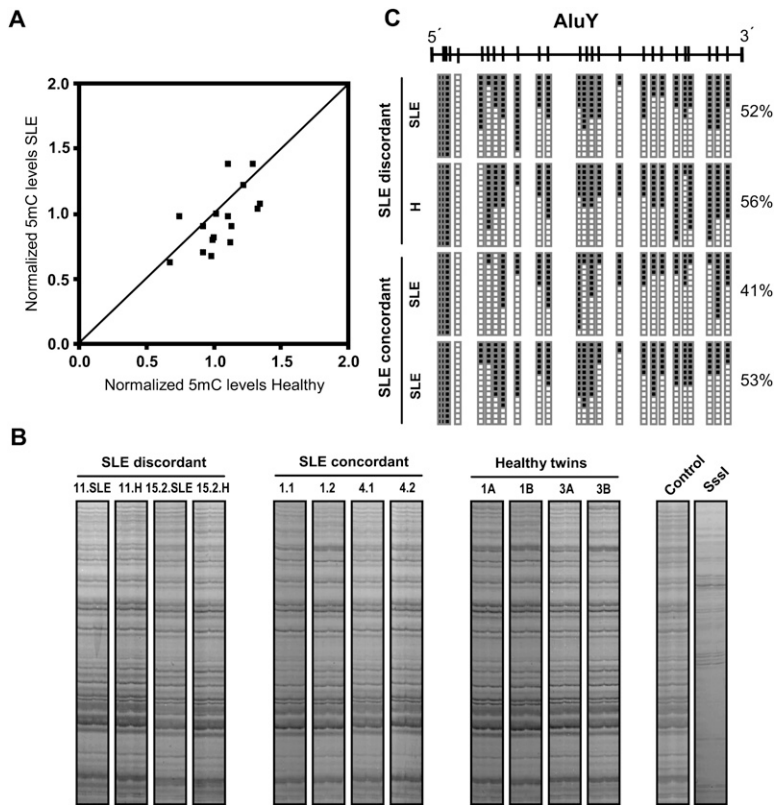 A
2.0
1.5
1.0
0.5
0.0
Normalized 5mC levels SLE
0.0 0.5 1.0 1.5 2.0
Normalized 5mC levels Healthy
C
AluY
5´ 3´
SLE discordant
SLE
52%
H
56%
SLE concordant
SLE
41%
SLE
53%
B
SLE discordant
11.SLE 11.H 15.2.SLE 15.2.H
SLE concordant
1.1 1.2 4.1 4.2
Healthy twins
1A 1B 3A 3B
Control
SssI